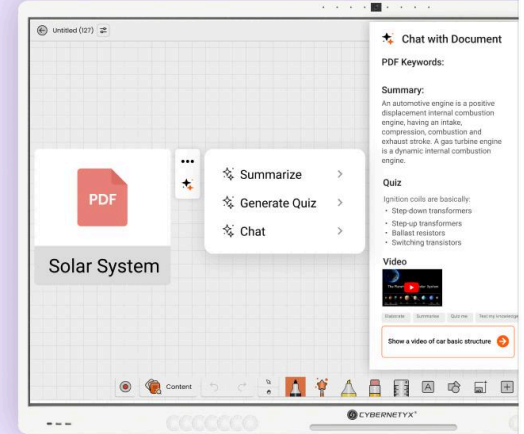 Untitled (127)
Chat with Document
PDF Keywords:
Summary:
An automotive engine is a positive
displacement internal combustion
engine, having an intake,
compression, combustion and
exhaust stroke. A gas turbine engine
is a dynamic internal combustion
engine.
PDF
Solar System
Summarize
Generate Quiz
Chat
Quiz
Ignition coils are basically:
Step-down transformers
Step-up transformers
Ballast resistors
Switching transistors
Video
Elaborate Summarize Quiz me Test my knowledge
Show a video of car basic structure
Content
A
CYBERNETYX